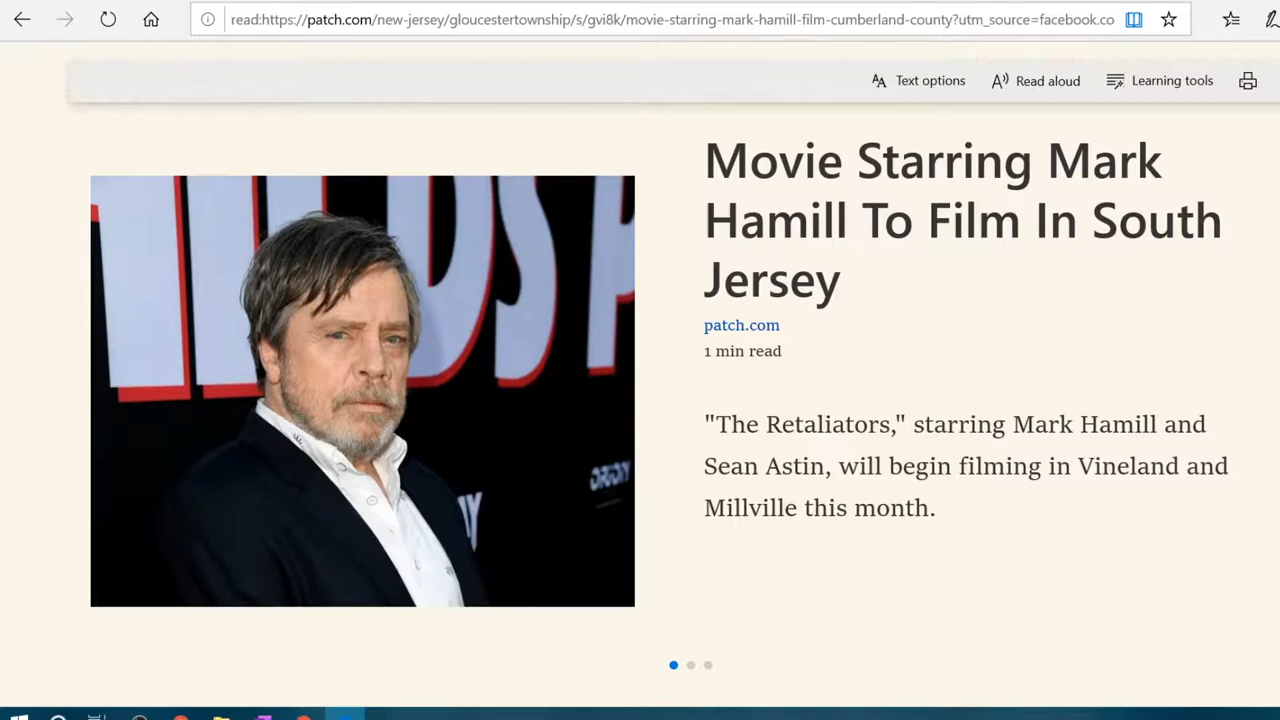 read:https://patch.com/new-jersey/gloucestertownship/s/gvi8k/movie-starring-mark-hamill-film-cumberland-county?utm_source=facebook.co
Text options
Read aloud
Learning tools
Movie Starring Mark
Hamill To Film In South
Jersey
patch.com
1 min read
"The Retaliators," starring Mark Hamill and
Sean Astin, will begin filming in Vineland and
Millville this month.